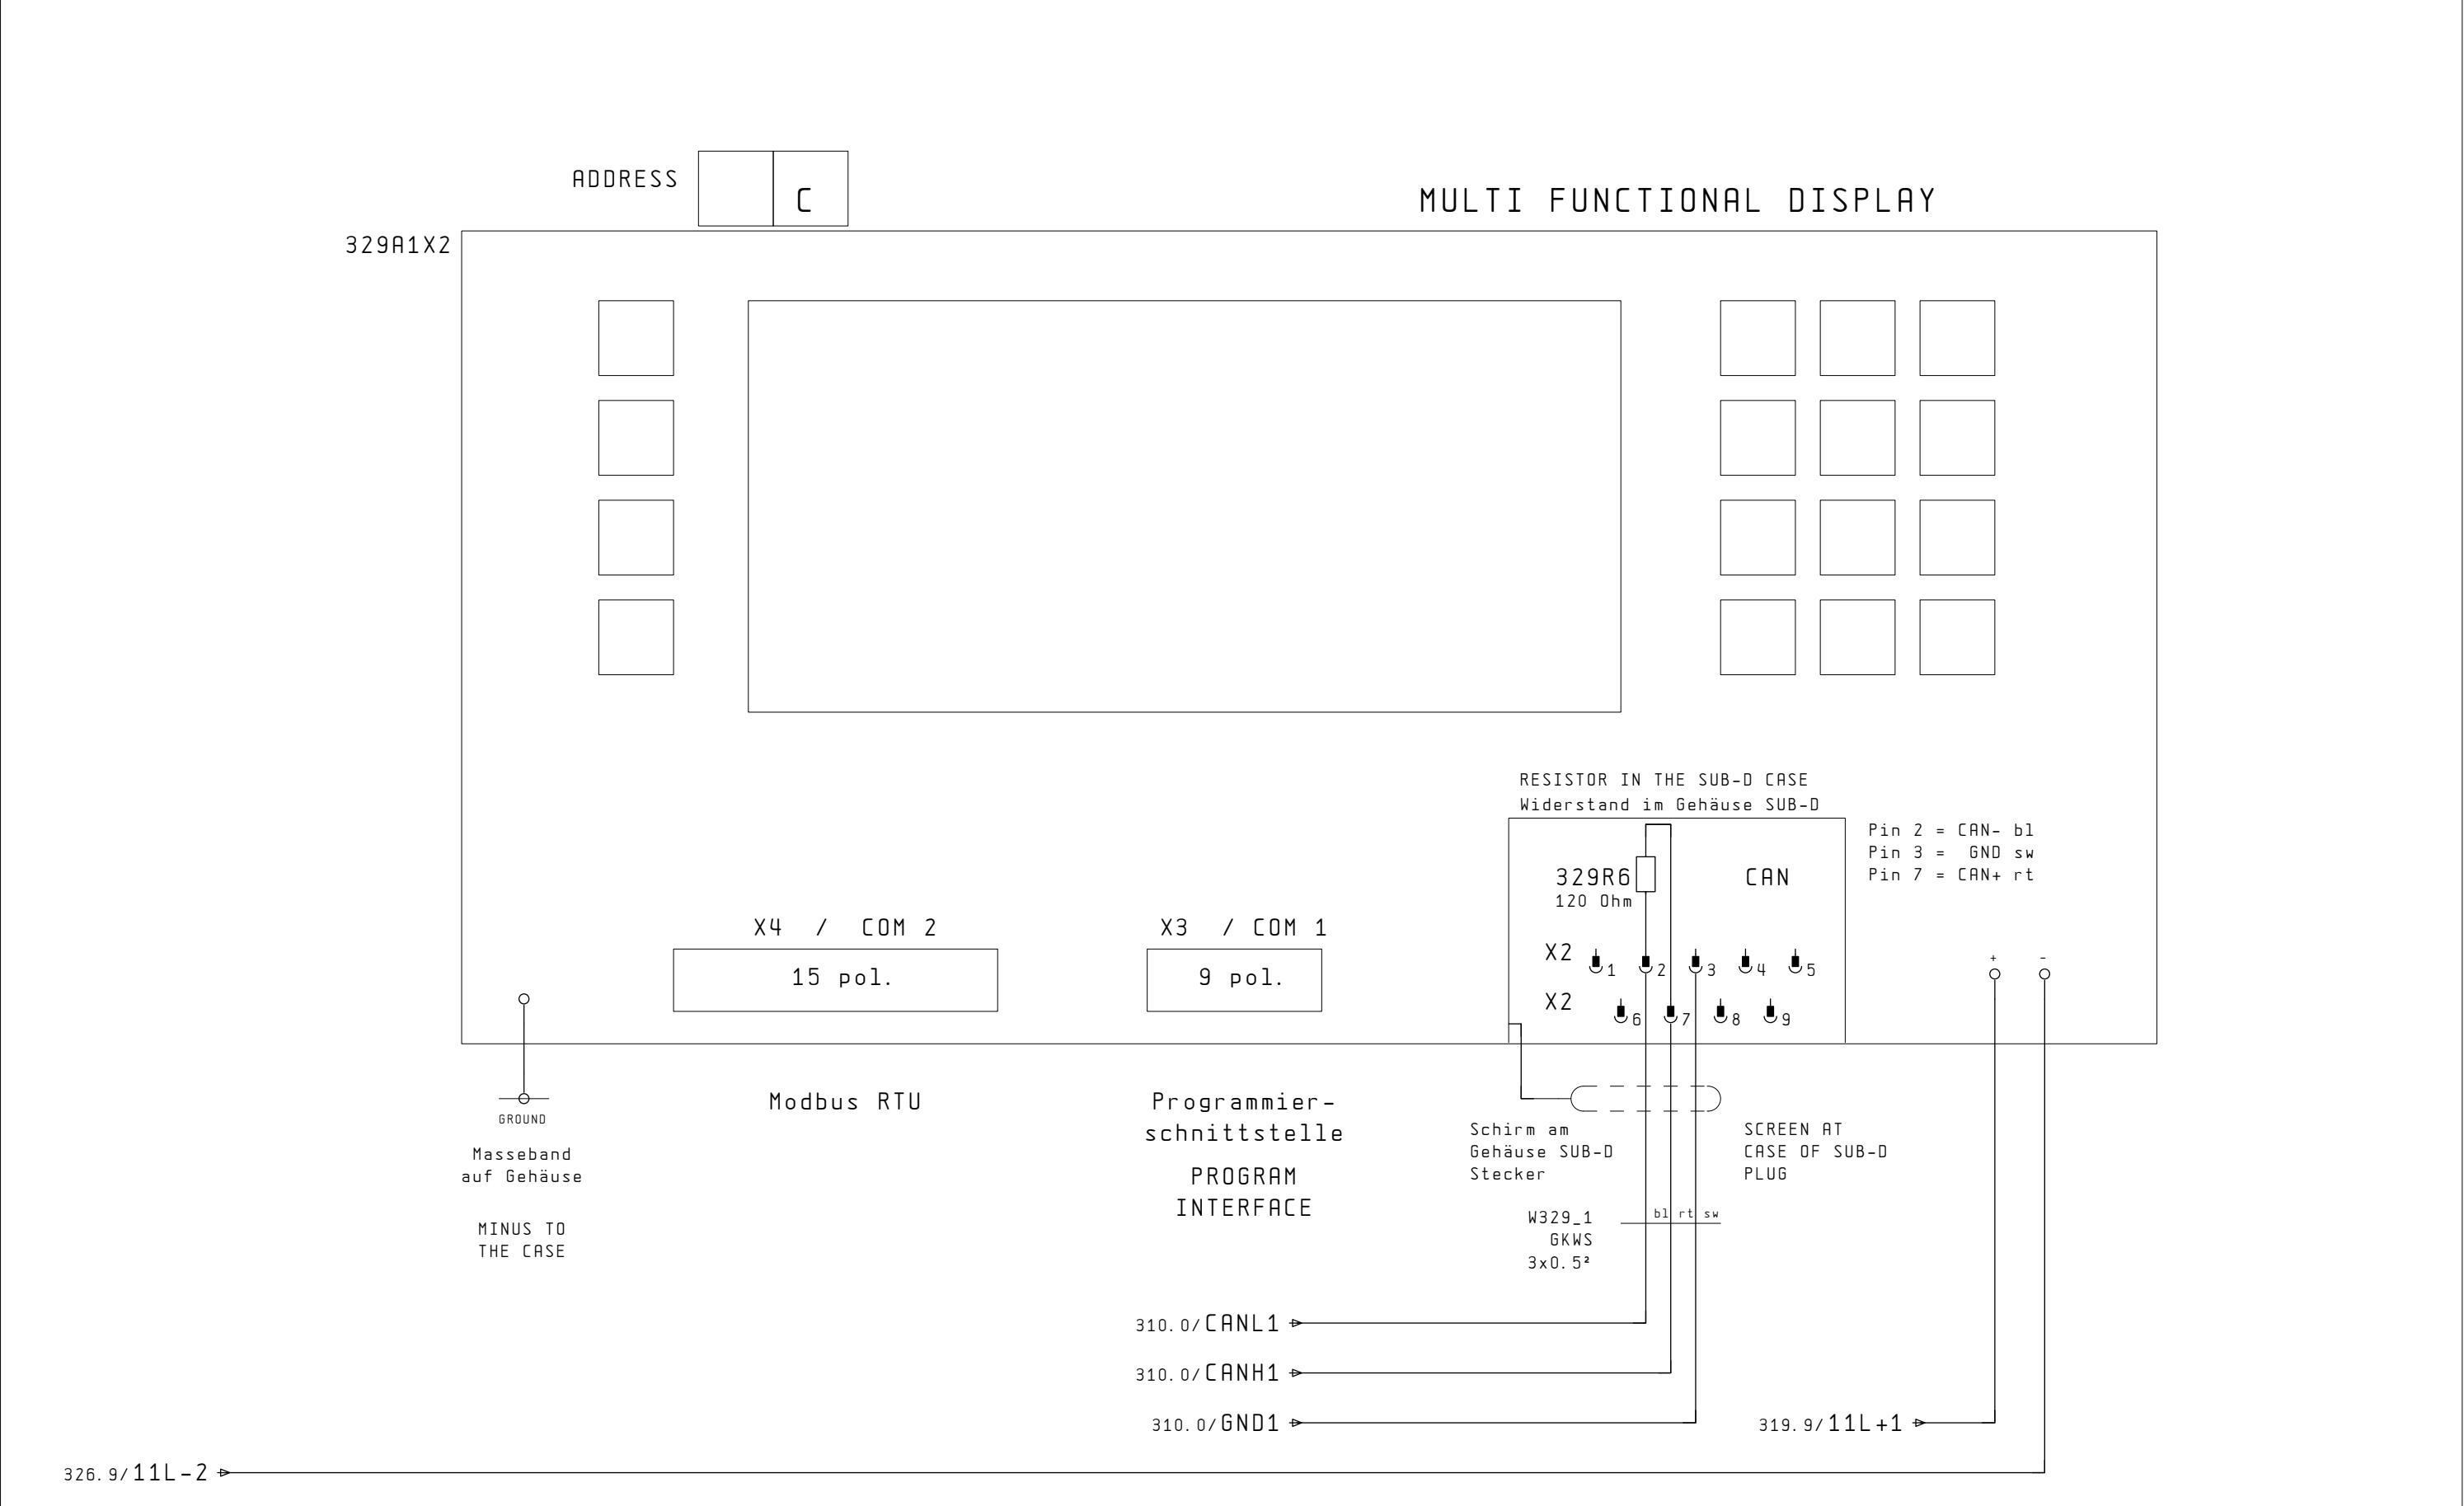 ADDRESS
C
MULTI FUNCTIONAL DISPLAY
329A1X2
RESISTOR IN THE SUB-D CASE
Widerstand im Gehäuse SUB-D
Pin 2 = CAN- bl
Pin 3 =  GND sw
Pin 7 = CAN+ rt
329R6
120 Ohm
CAN
X4 / COM 2
15 pol.
X3 / COM 1
9 pol.
X2 1 2 3 4 5
X2 6 7 8 9
+ -
GROUND
Masseband
auf Gehäuse
MINUS TO
THE CASE
Modbus RTU
Programmier-
schnittstelle
PROGRAM
INTERFACE
Schirm am
Gehäuse SUB-D
Stecker
SCREEN AT
CASE OF SUB-D
PLUG
W329_1
GKWS
3x0.5²
bl rt sw
310.0/CANL1
310.0/CANH1
310.0/GND1
319.9/11L+1
326.9/11L-2